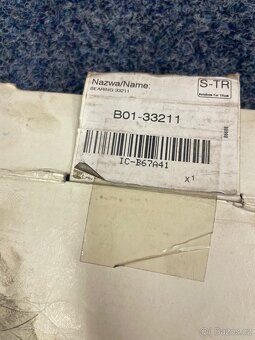 Nazwa/Name:
BEARING 33211
S-TR
B01-33211
IC-B67A41
x1